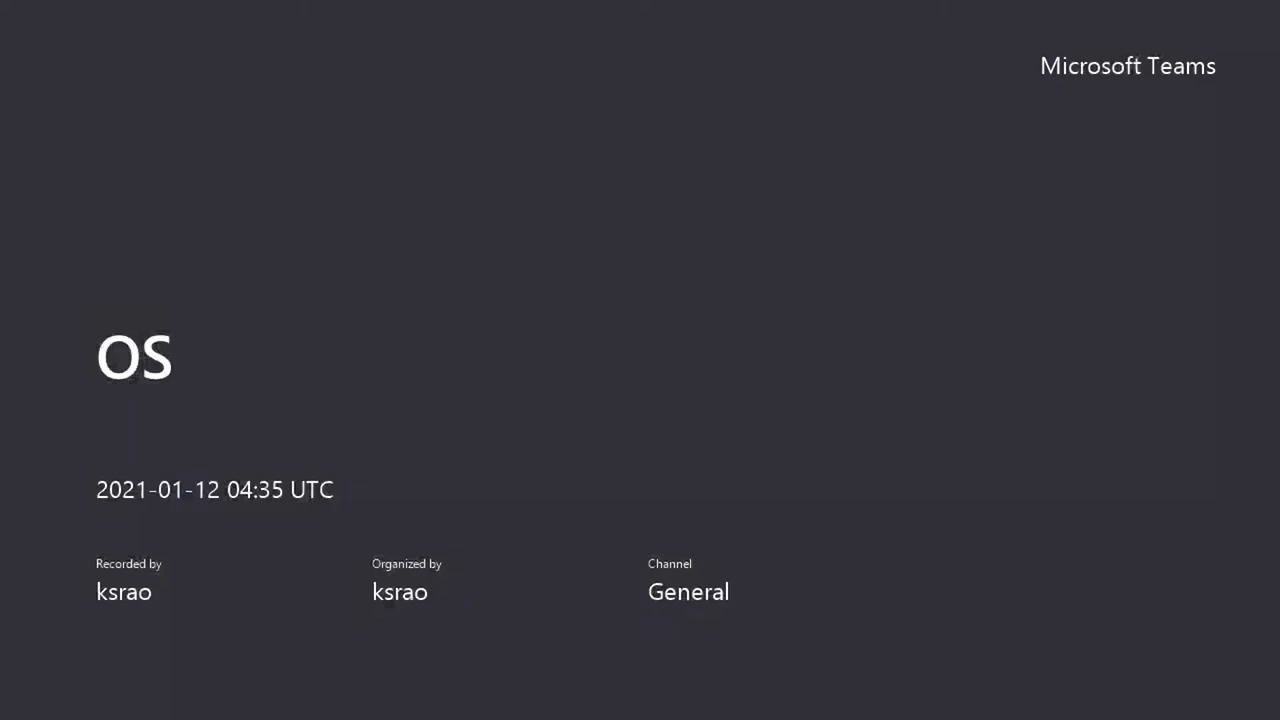 Microsoft Teams
OS
2021-01-12 04:35 UTC
Recorded by
ksrao
Organized by
ksrao
Channel
General